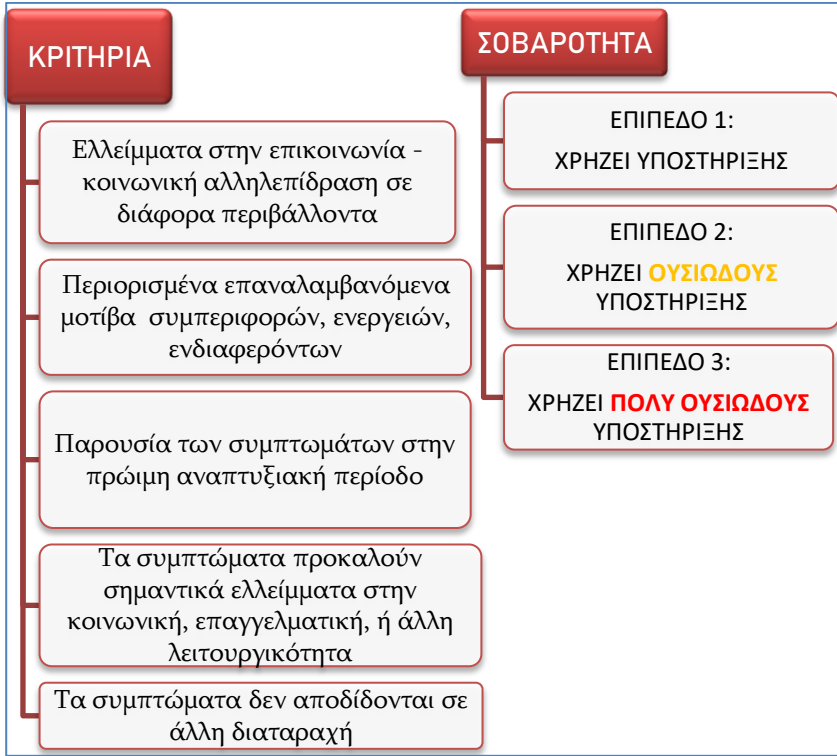 ΚΡΙΤΗΡΙΑ
Ελλείμματα στην επικοινωνία -
κοινωνική αλληλεπίδραση σε
διάφορα περιβάλλοντα
Περιορισμένα επαναλαμβανόμενα
μοτίβα συμπεριφορών, ενεργειών,
ενδιαφερόντων
Παρουσία των συμπτωμάτων στην
πρώιμη αναπτυξιακή περίοδο
Τα συμπτώματα προκαλούν
σημαντικά ελλείμματα στην
κοινωνική, επαγγελματική, ή άλλη
λειτουργικότητα
Τα συμπτώματα δεν αποδίδονται σε
άλλη διαταραχή
ΣΟΒΑΡΟΤΗΤΑ
ΕΠΙΠΕΔΟ 1:
ΧΡΗΖΕΙ ΥΠΟΣΤΗΡΙΞΗΣ
ΕΠΙΠΕΔΟ 2:
ΧΡΗΖΕΙ ΟΥΣΙΩΔΟΥΣ
ΥΠΟΣΤΗΡΙΞΗΣ
ΕΠΙΠΕΔΟ 3:
ΧΡΗΖΕΙ ΠΟΛΥ ΟΥΣΙΩΔΟΥΣ
ΥΠΟΣΤΗΡΙΞΗΣ